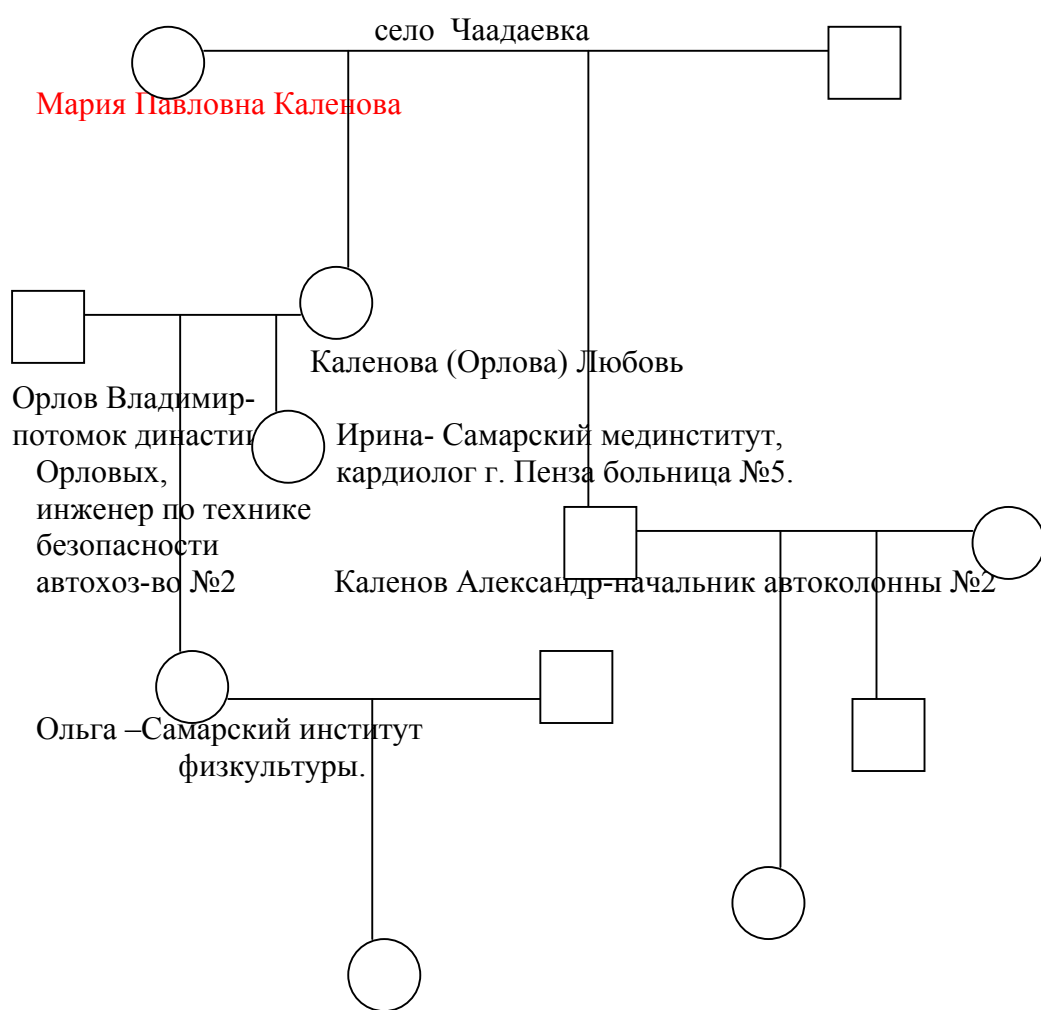 село Чаадаевка
Мария Павловна Каленова
Каленова (Орлова) Любовь
Орлов Владимир-
потомок династии
Орловых,
инженер по технике
безопасности
автохоз-во №2
Ирина- Самарский мединститут,
кардиолог г. Пенза больница №5.
Каленов Александр-начальник автоколонны №2
Ольга –Самарский институт
физкультуры.